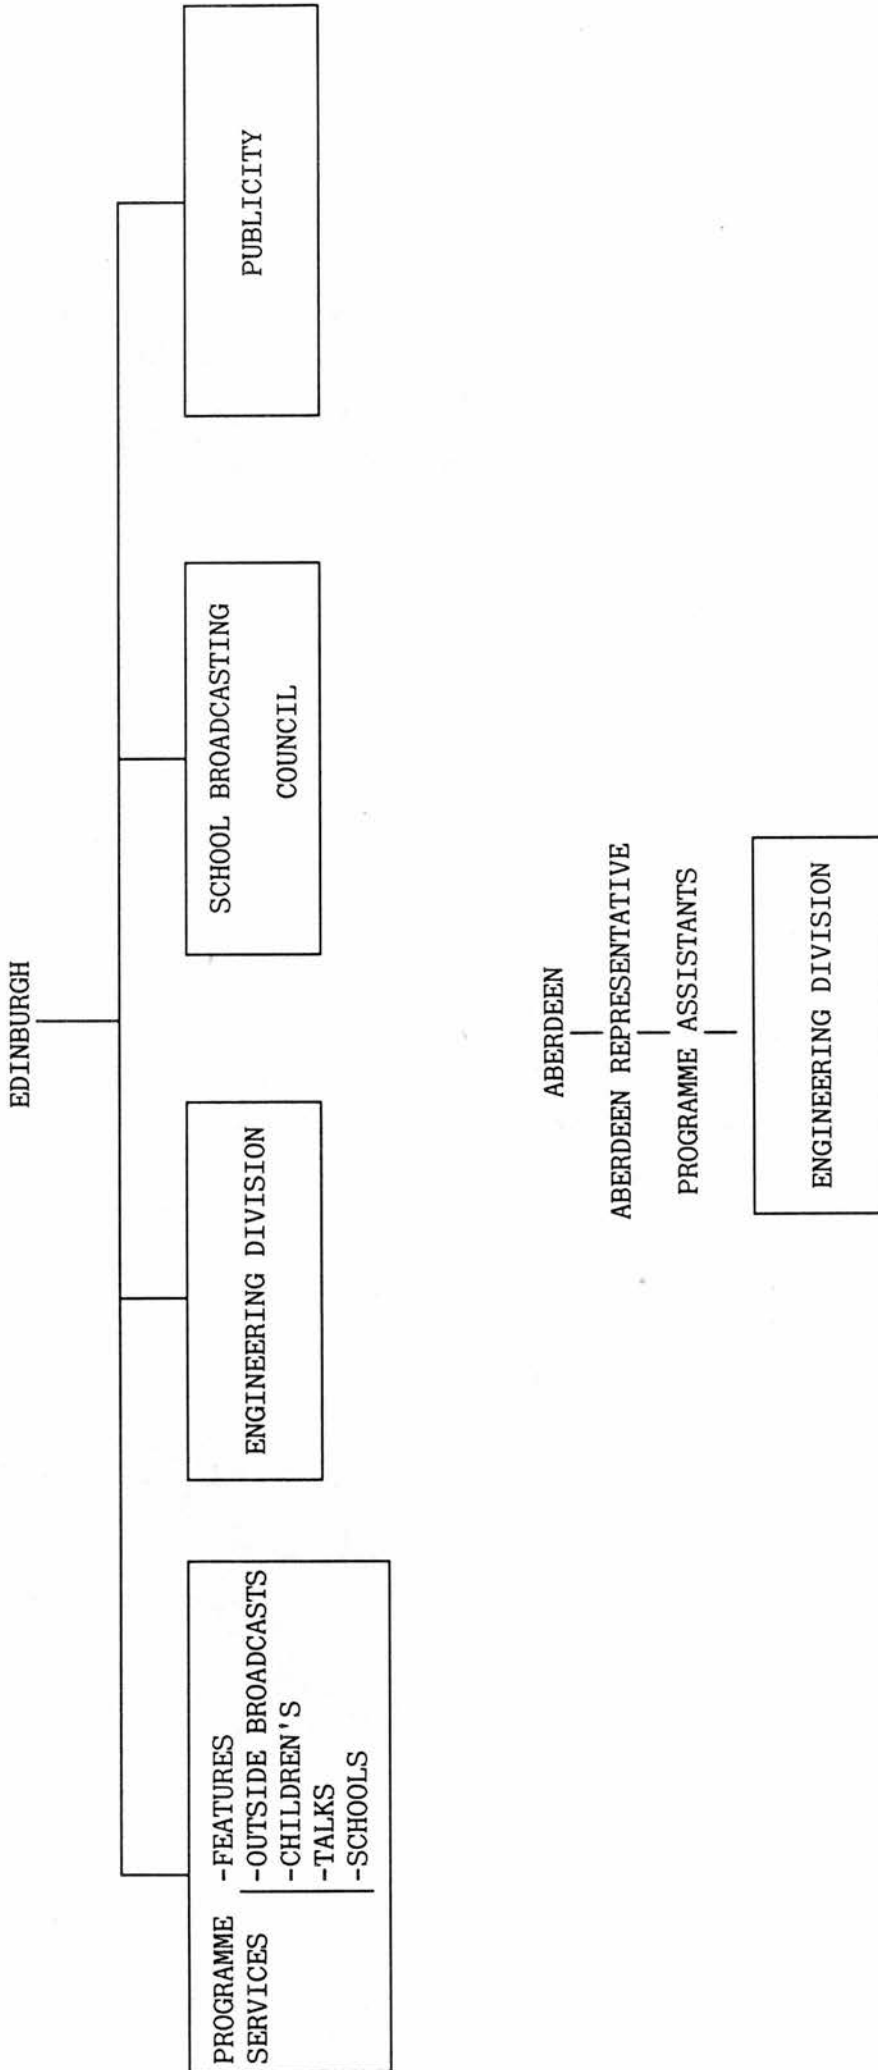 EDINBURGH
PROGRAMME -FEATURES
SERVICES -OUTSIDE BROADCASTS
-CHILDREN'S
-TALKS
-SCHOOLS
ENGINEERING DIVISION
SCHOOL BROADCASTING
COUNCIL
PUBLICITY
ABERDEEN
ABERDEEN REPRESENTATIVE
PROGRAMME ASSISTANTS
ENGINEERING DIVISION